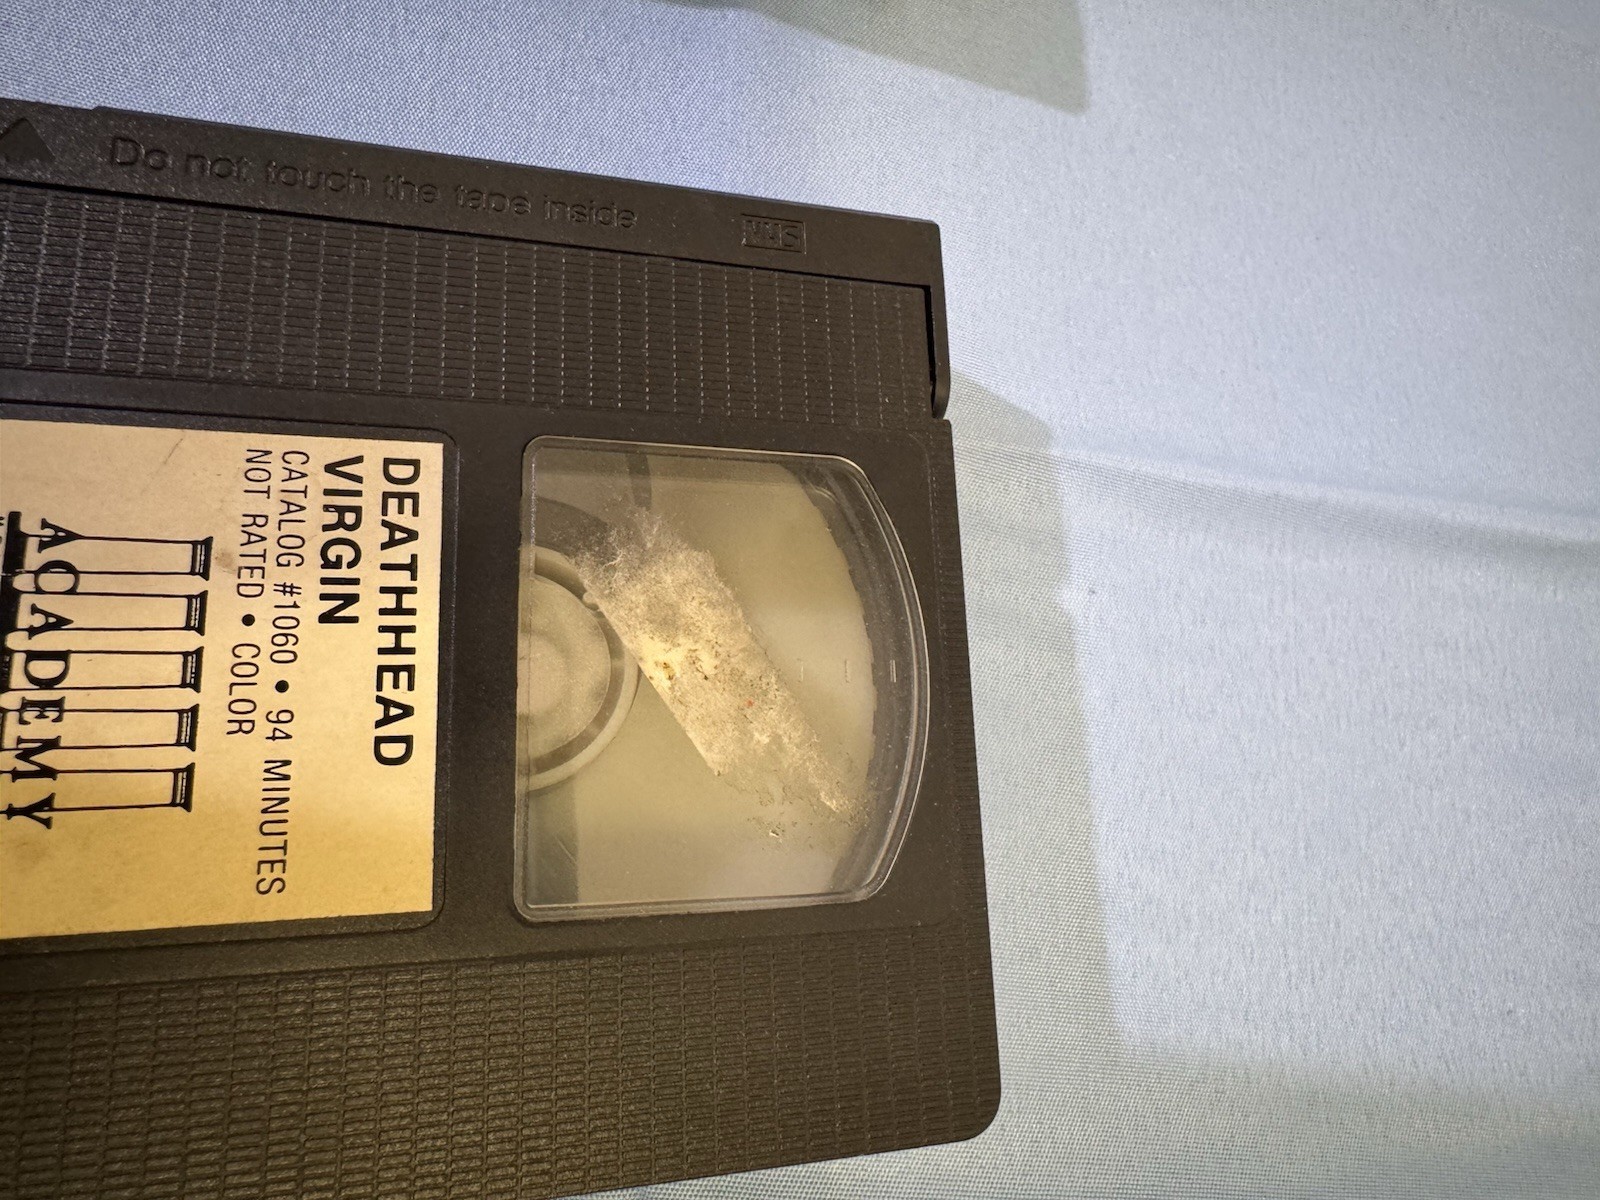 Do not touch the tape inside
VHS
DEATHHEAD
VIRGIN
CATALOG #1060 • 94 MINUTES
NOT RATED • COLOR
ACADEMY